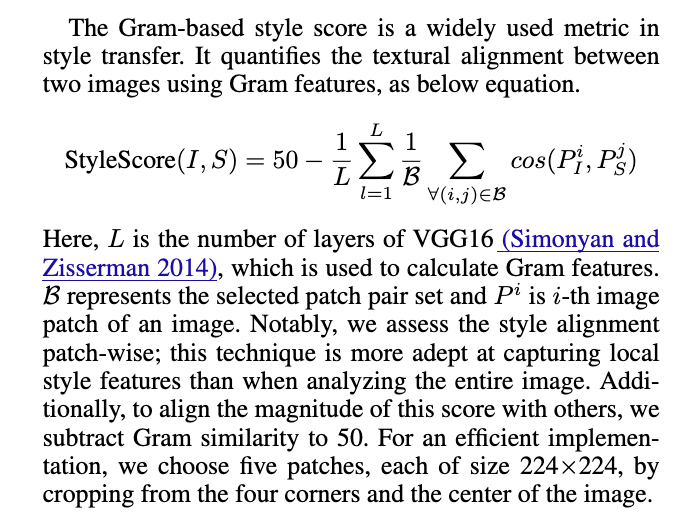 The Gram-based style score is a widely used metric in
style transfer. It quantifies the textural alignment between
two images using Gram features, as below equation.
StyleScore(I, S) = 50 − \frac{1}{L} \sum_{l=1}^{L} \frac{1}{\mathcal{B}} \sum_{\forall(i,j)\in\mathcal{B}} cos(P_I^i, P_S^j)
Here, L is the number of layers of VGG16 (Simonyan and
Zisserman 2014), which is used to calculate Gram features.
ℬ represents the selected patch pair set and Pⁱ is i-th image
patch of an image. Notably, we assess the style alignment
patch-wise; this technique is more adept at capturing local
style features than when analyzing the entire image. Addi-
tionally, to align the magnitude of this score with others, we
subtract Gram similarity to 50. For an efficient implemen-
tation, we choose five patches, each of size 224×224, by
cropping from the four corners and the center of the image.